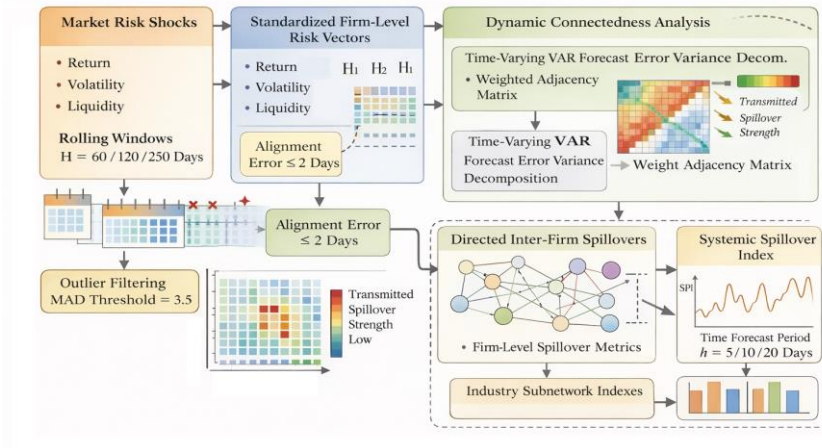 Market Risk Shocks
• Return
• Volatility
• Liquidity
Rolling Windows
H = 60 / 120 / 250 Days
Standardized Firm-Level
Risk Vectors
• Return
• Volatility
• Liquidity
H₁ H₂ H₁
Alignment
Error ≤ 2 Days
Dynamic Connectedness Analysis
Time-Varying VAR Forecast Error Variance Decom.
• Weighted Adjacency
Matrix
Transmitted
Spillover
Strength
Time-Varying VAR
Forecast Error Variance
Decomposition
Weight Adjacency Matrix
Alignment Error
≤ 2 Days
Outlier Filtering
MAD Threshold = 3.5
Transmitted
Spillover
Strength
Low
Directed Inter-Firm Spillovers
• Firm-Level Spillover Metrics
Systemic Spillover
Index
SPI
Time Forecast Period
h = 5/10/20 Days
Industry Subnetwork Indexes